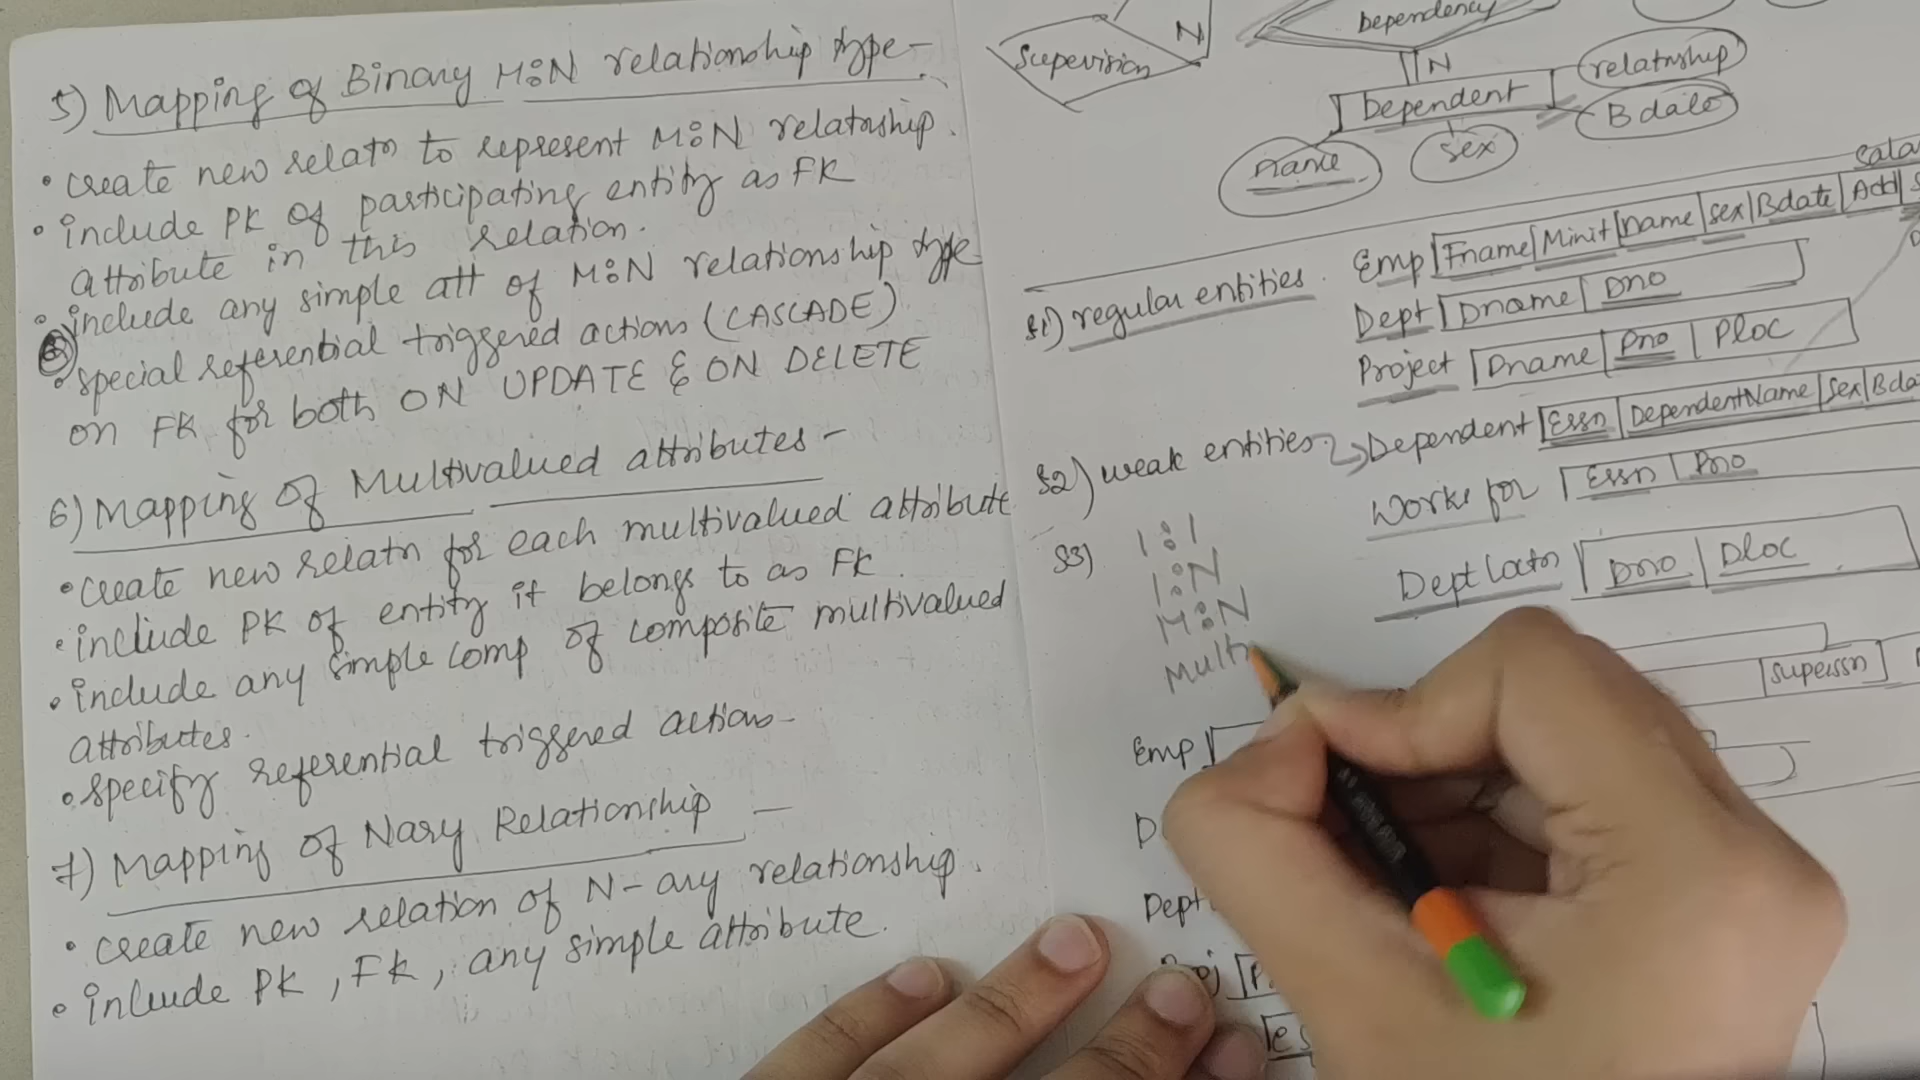 5) Mapping of Binary M:N relationship type -
• create new relatn to represent M:N relatnship.
• include PK of participating entity as FK
attribute in this relation.
• include any simple att of M:N relationship type
• special referential triggered actions (CASCADE)
on FK for both ON UPDATE & ON DELETE
6) Mapping of Multivalued attributes -
• create new relatn for each multivalued attribute
• include PK of entity it belongs to as FK.
• include any simple comp of composite multivalued
attributes.
• specify referential triggered actions -
7) Mapping of Nary Relationship -
• create new relation of N-ary relationship.
• include PK, FK, any simple attribute.
Supevision
N
Dependency
N
Dependent
relatnship
Bdate
name
sex
S1) regular entities.
Emp Fname Minit name sex Bdate Add
Dept Dname Dno
Project Pname Pno Ploc
S2) weak entities. Dependent Essn DependentName Sex Bda
Works for Essn Pno
S3) 1:1
1:N
M:N
Mult
Dept Locatn Dno Dloc
Superssn
Emp
D
Dept